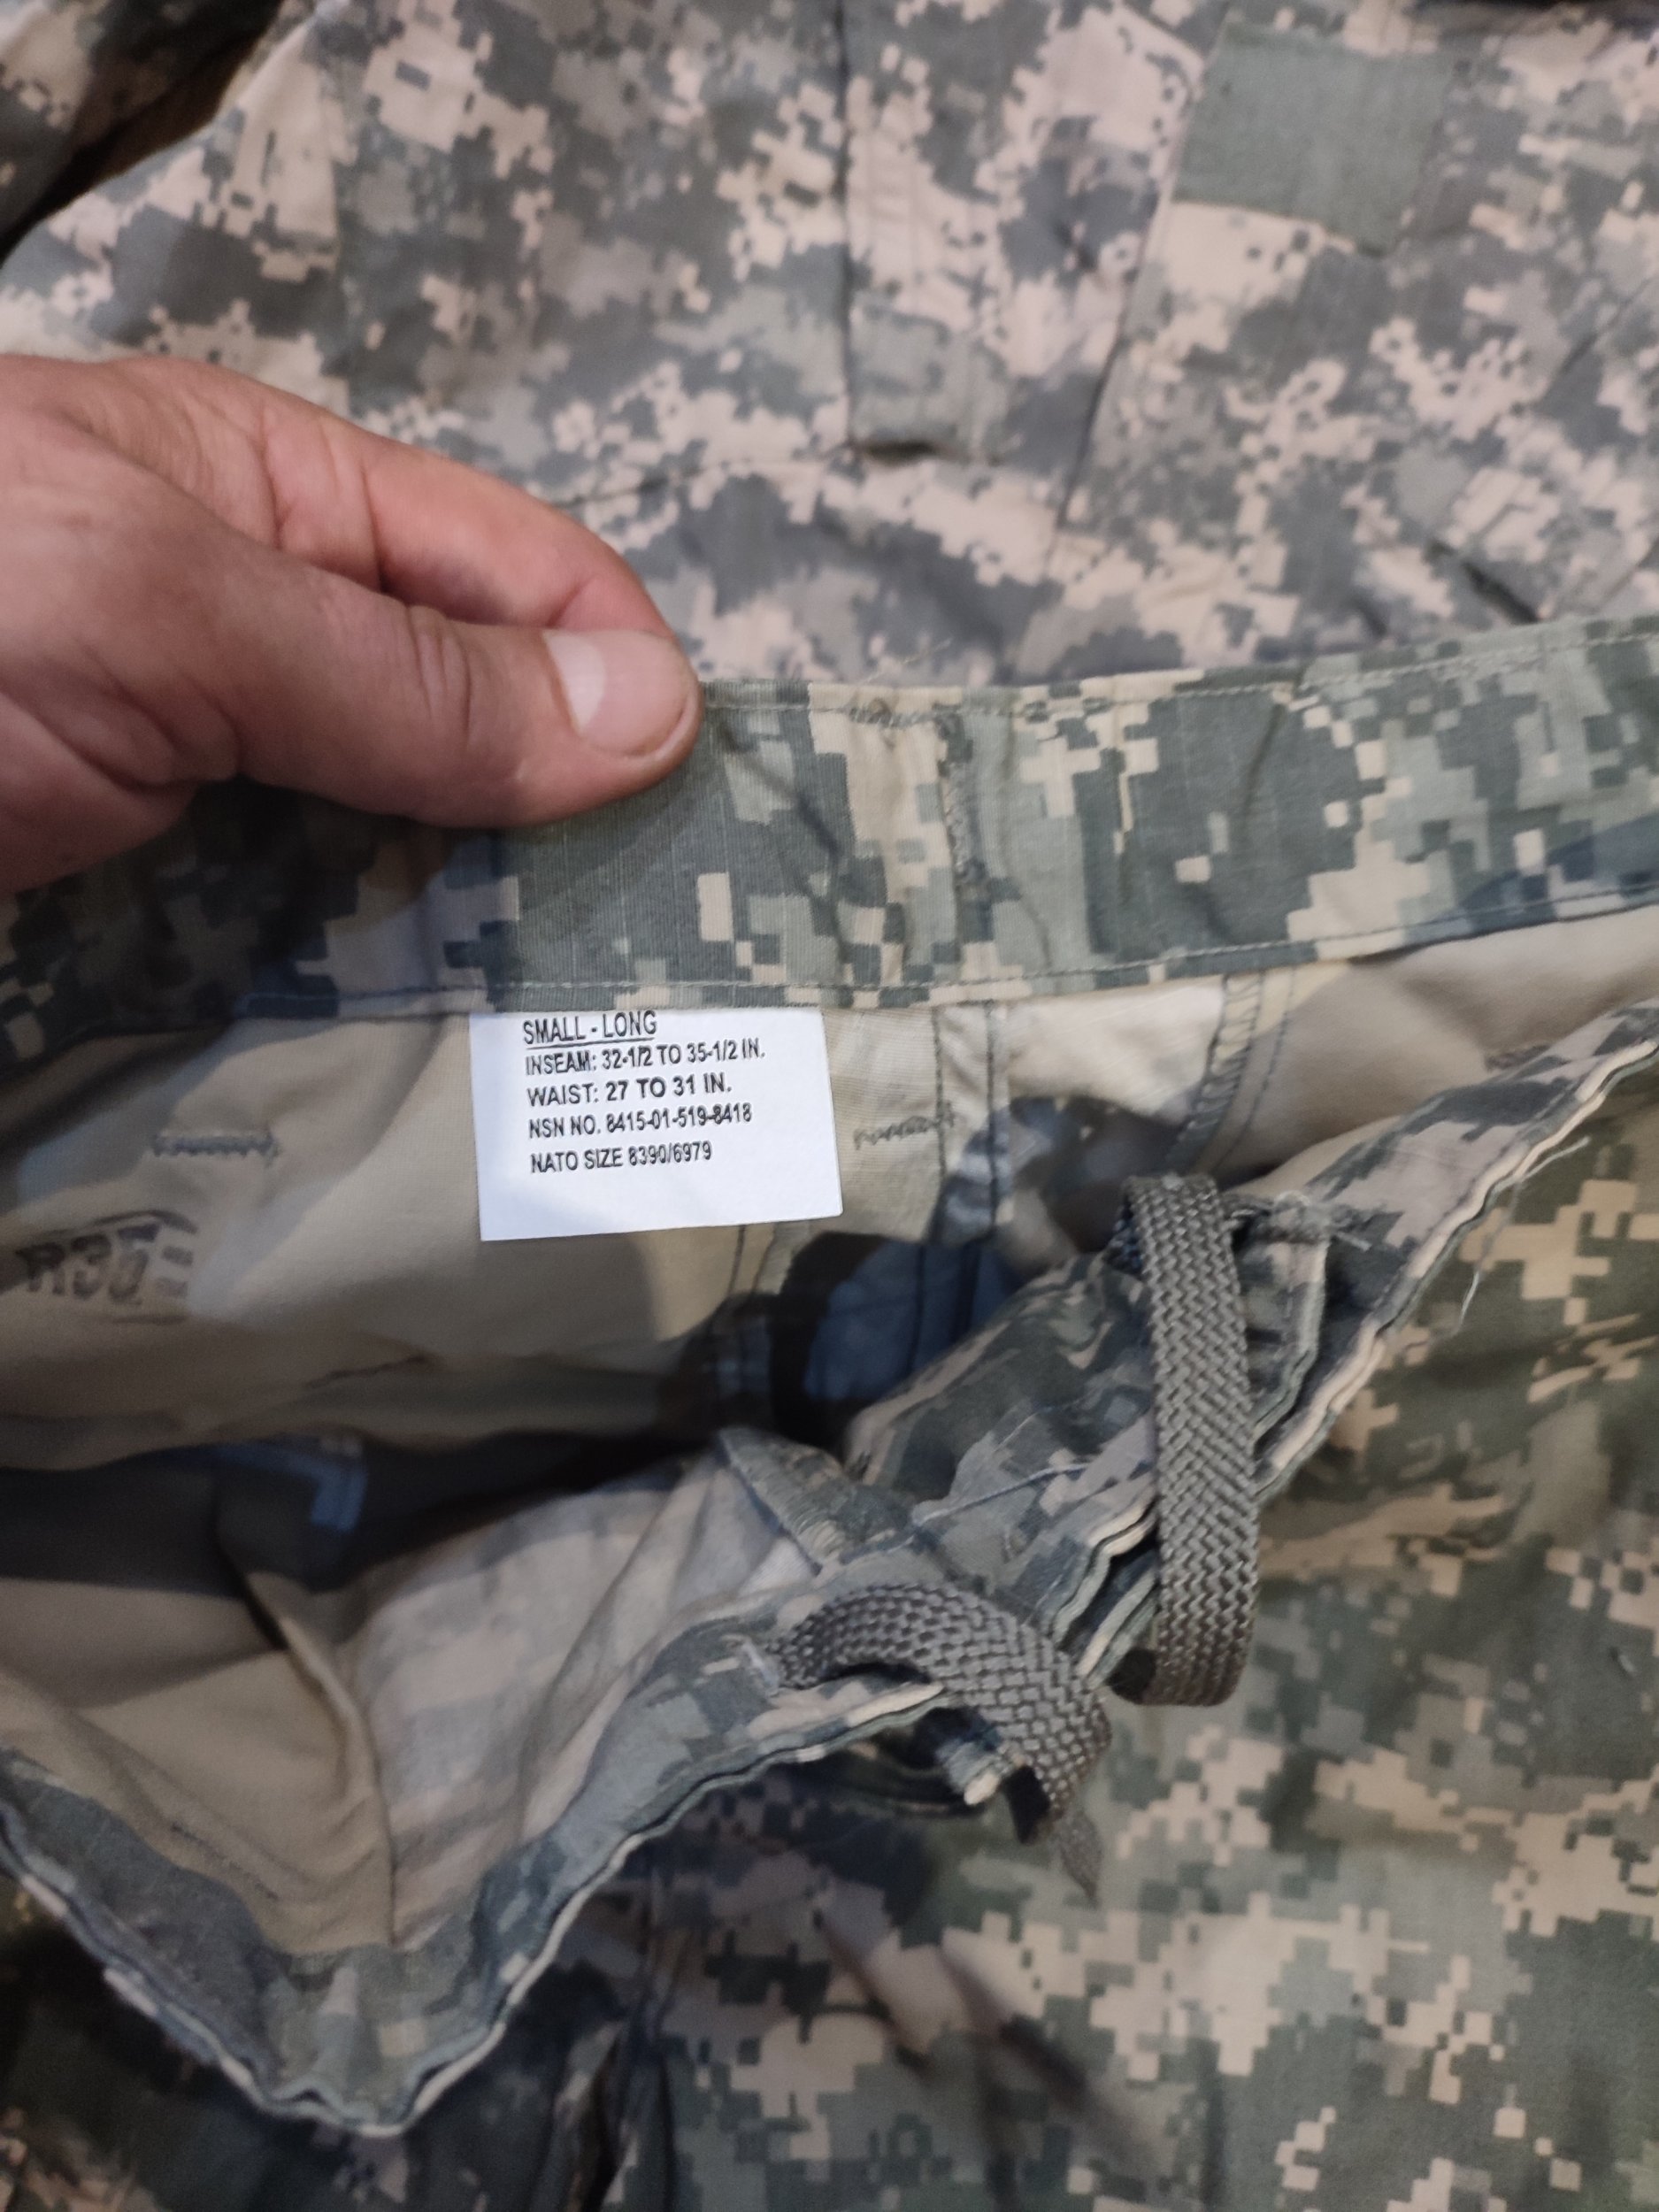 SMALL - LONG
INSEAM: 32-1/2 TO 35-1/2 IN.
WAIST: 27 TO 31 IN.
NSN NO. 8415-01-519-8418
NATO SIZE 8390/6979